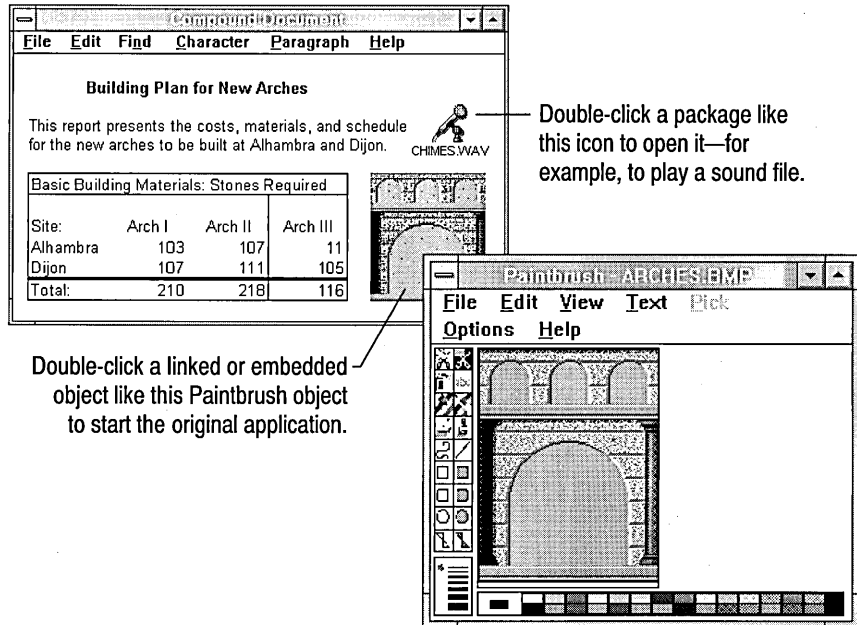 Compound Document
File Edit Find Character Paragraph Help
Building Plan for New Arches
This report presents the costs, materials, and schedule
for the new arches to be built at Alhambra and Dijon.
CHIMES.WAV
Double-click a package like
this icon to open it—for
example, to play a sound file.
Basic Building Materials: Stones Required
Site: Arch I Arch II Arch III
Alhambra 103 107 11
Dijon 107 111 105
Total: 210 218 116
Double-click a linked or embedded
object like this Paintbrush object
to start the original application.
Paintbrush - ARCHES.BMP
File Edit View Text Pick
Options Help
abc